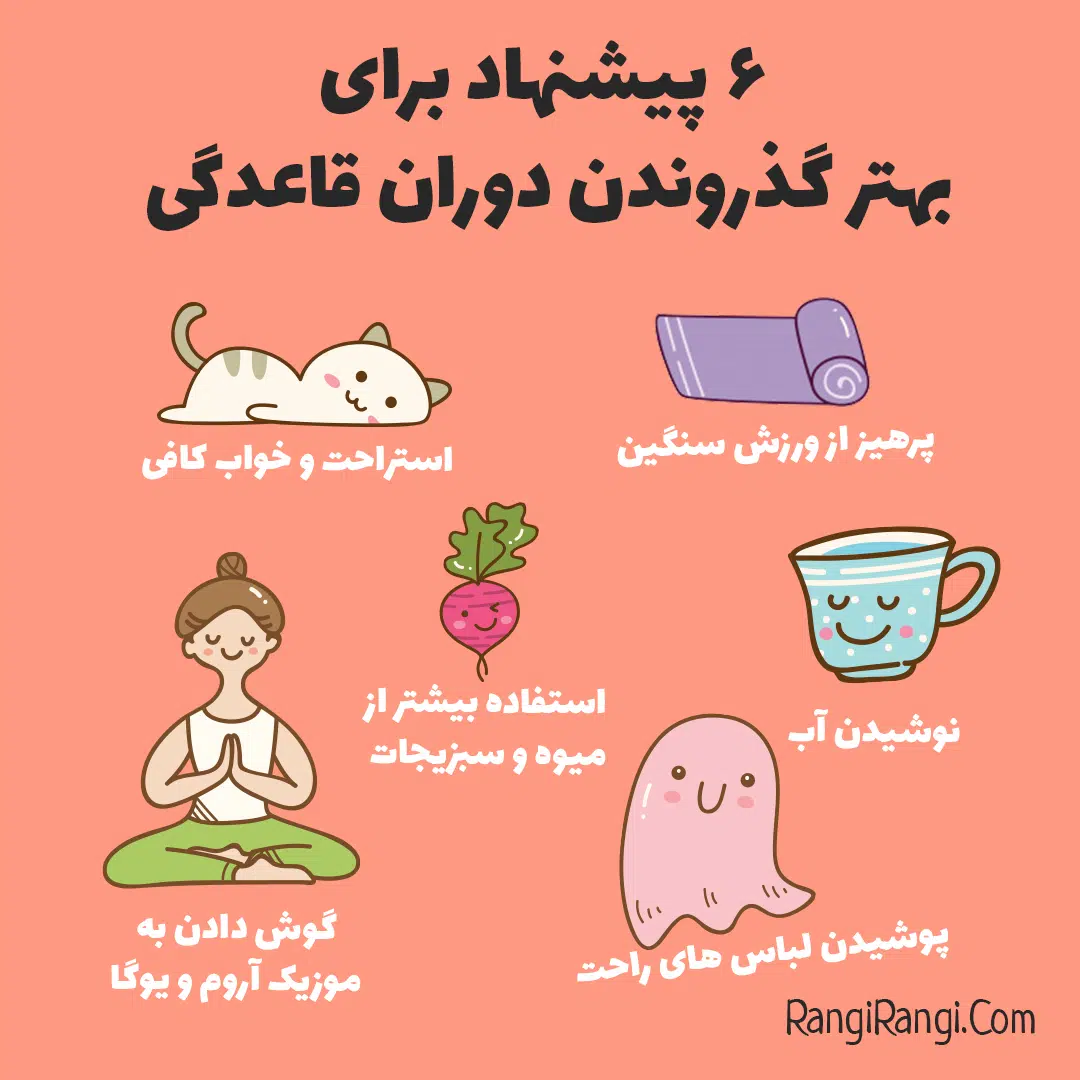 ۶ پیشنهاد برای
بهتر گذروندن دوران قاعدگی
پرهیز از ورزش سنگین
استراحت و خواب کافی
نوشیدن آب
استفاده بیشتر از
میوه و سبزیجات
پوشیدن لباس های راحت
گوش دادن به
موزیک آروم و یوگا
RangiRangi.Com